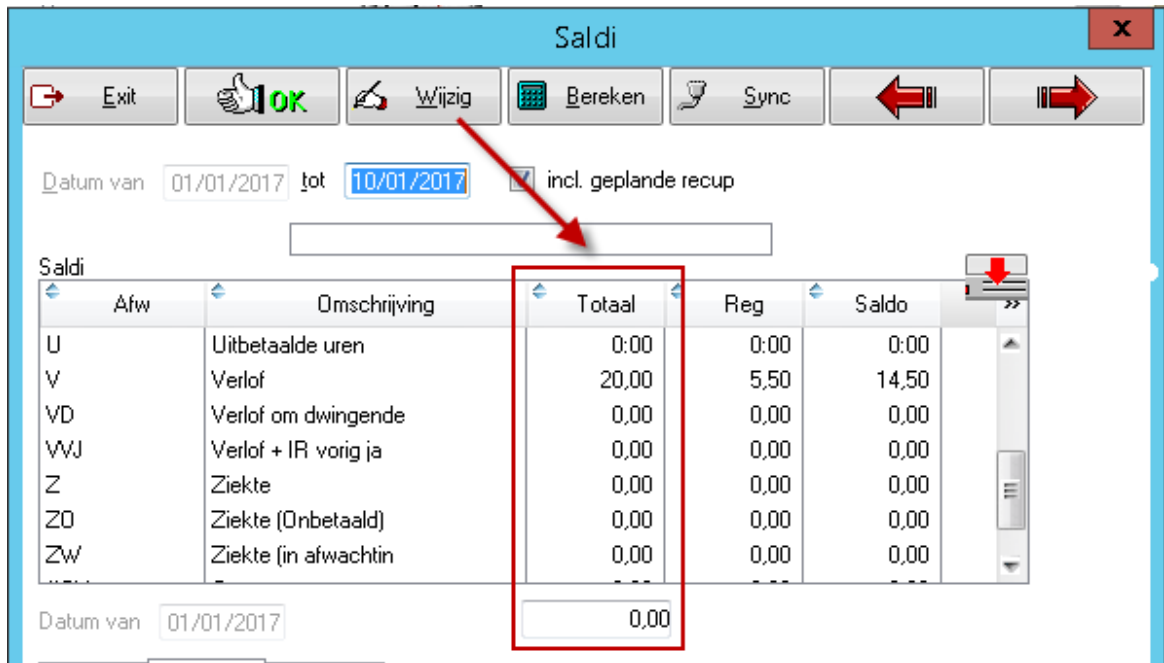 Saldi
x
Exit OK Wijzig Bereken Sync
Datum van 01/01/2017 tot 10/01/2017 incl. geplande recup
Saldi
Afw Omschrijving Totaal Reg Saldo »
U Uitbetaalde uren 0:00 0:00 0:00
V Verlof 20,00 5,50 14,50
VD Verlof om dwingende 0,00 0,00 0,00
VVJ Verlof + IR vorig ja 0,00 0,00 0,00
Z Ziekte 0,00 0,00 0,00
ZO Ziekte (Onbetaald) 0,00 0,00 0,00
ZW Ziekte (in afwachtin 0,00 0,00 0,00
Datum van 01/01/2017 0,00